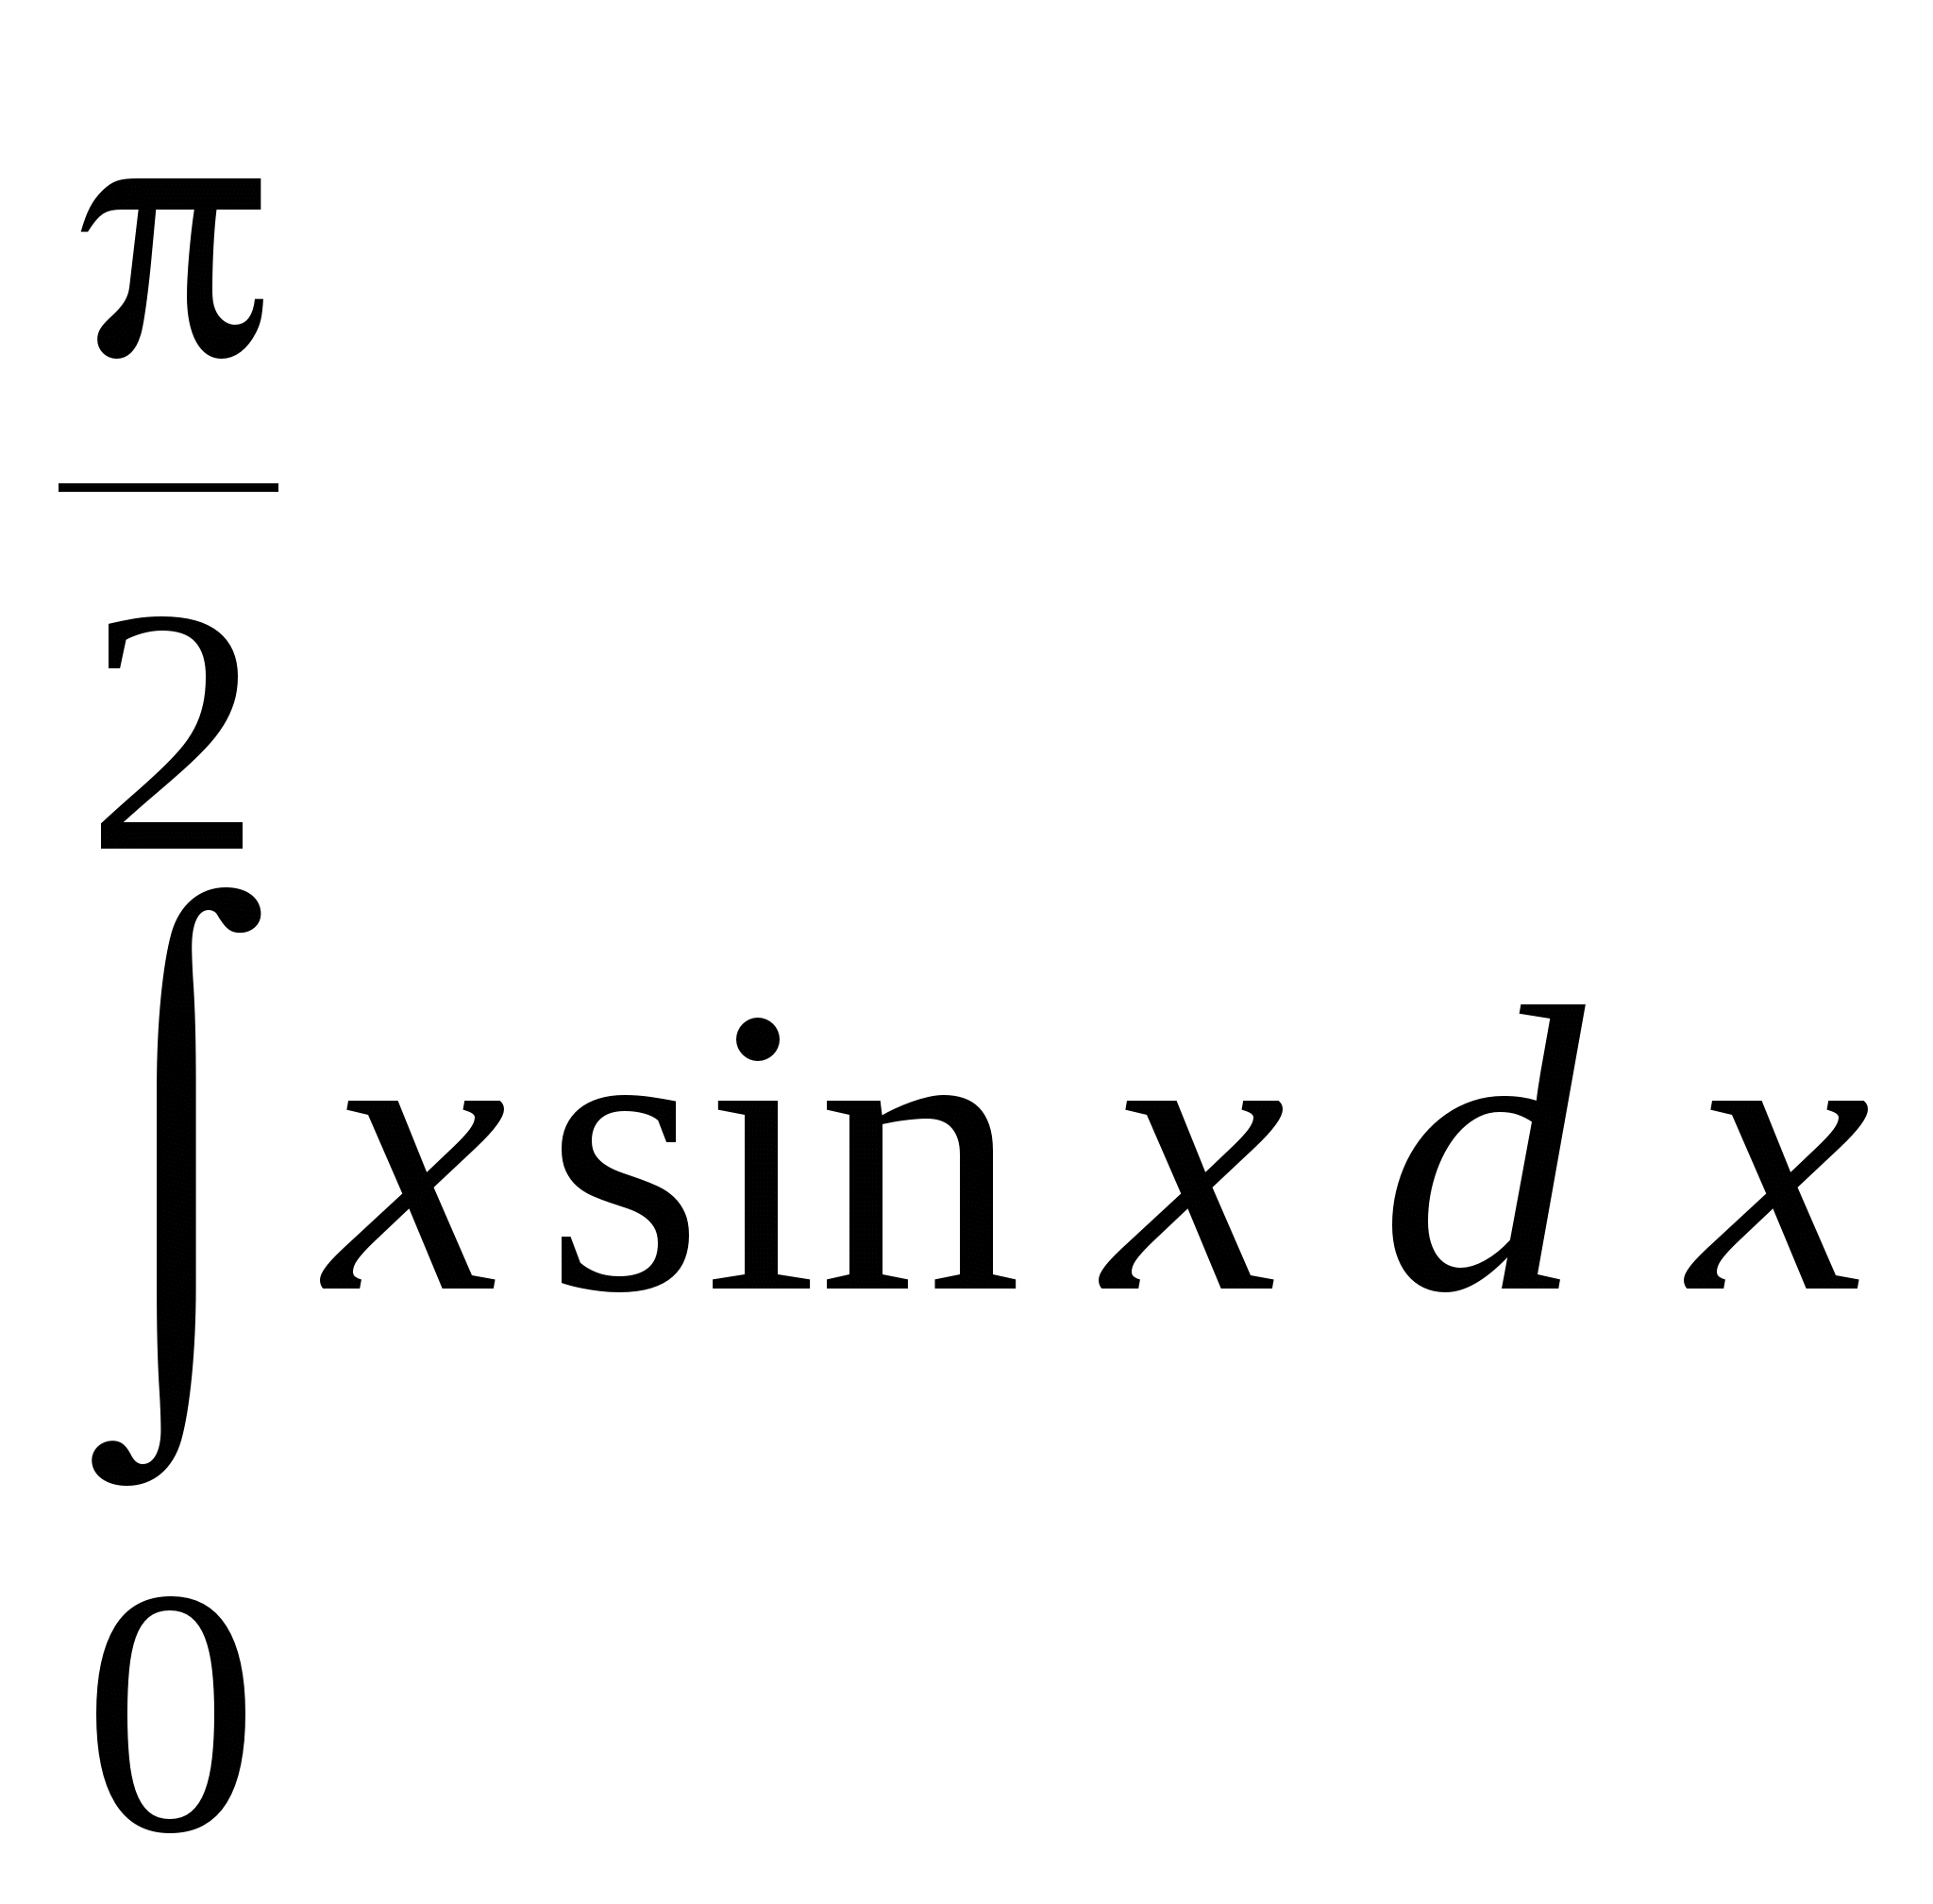 π
2
∫ x sin x d x
0